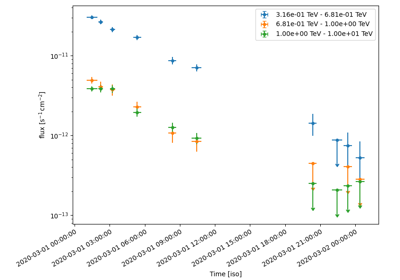 3.16e-01 TeV - 6.81e-01 TeV
6.81e-01 TeV - 1.00e+00 TeV
1.00e+00 TeV - 1.00e+01 TeV
10⁻¹¹
10⁻¹²
10⁻¹³
flux [s⁻¹ cm⁻²]
2020-03-01 00:00:00
2020-03-01 03:00:00
2020-03-01 06:00:00
2020-03-01 09:00:00
2020-03-01 12:00:00
2020-03-01 15:00:00
2020-03-01 18:00:00
2020-03-01 21:00:00
2020-03-02 00:00:00
Time [iso]